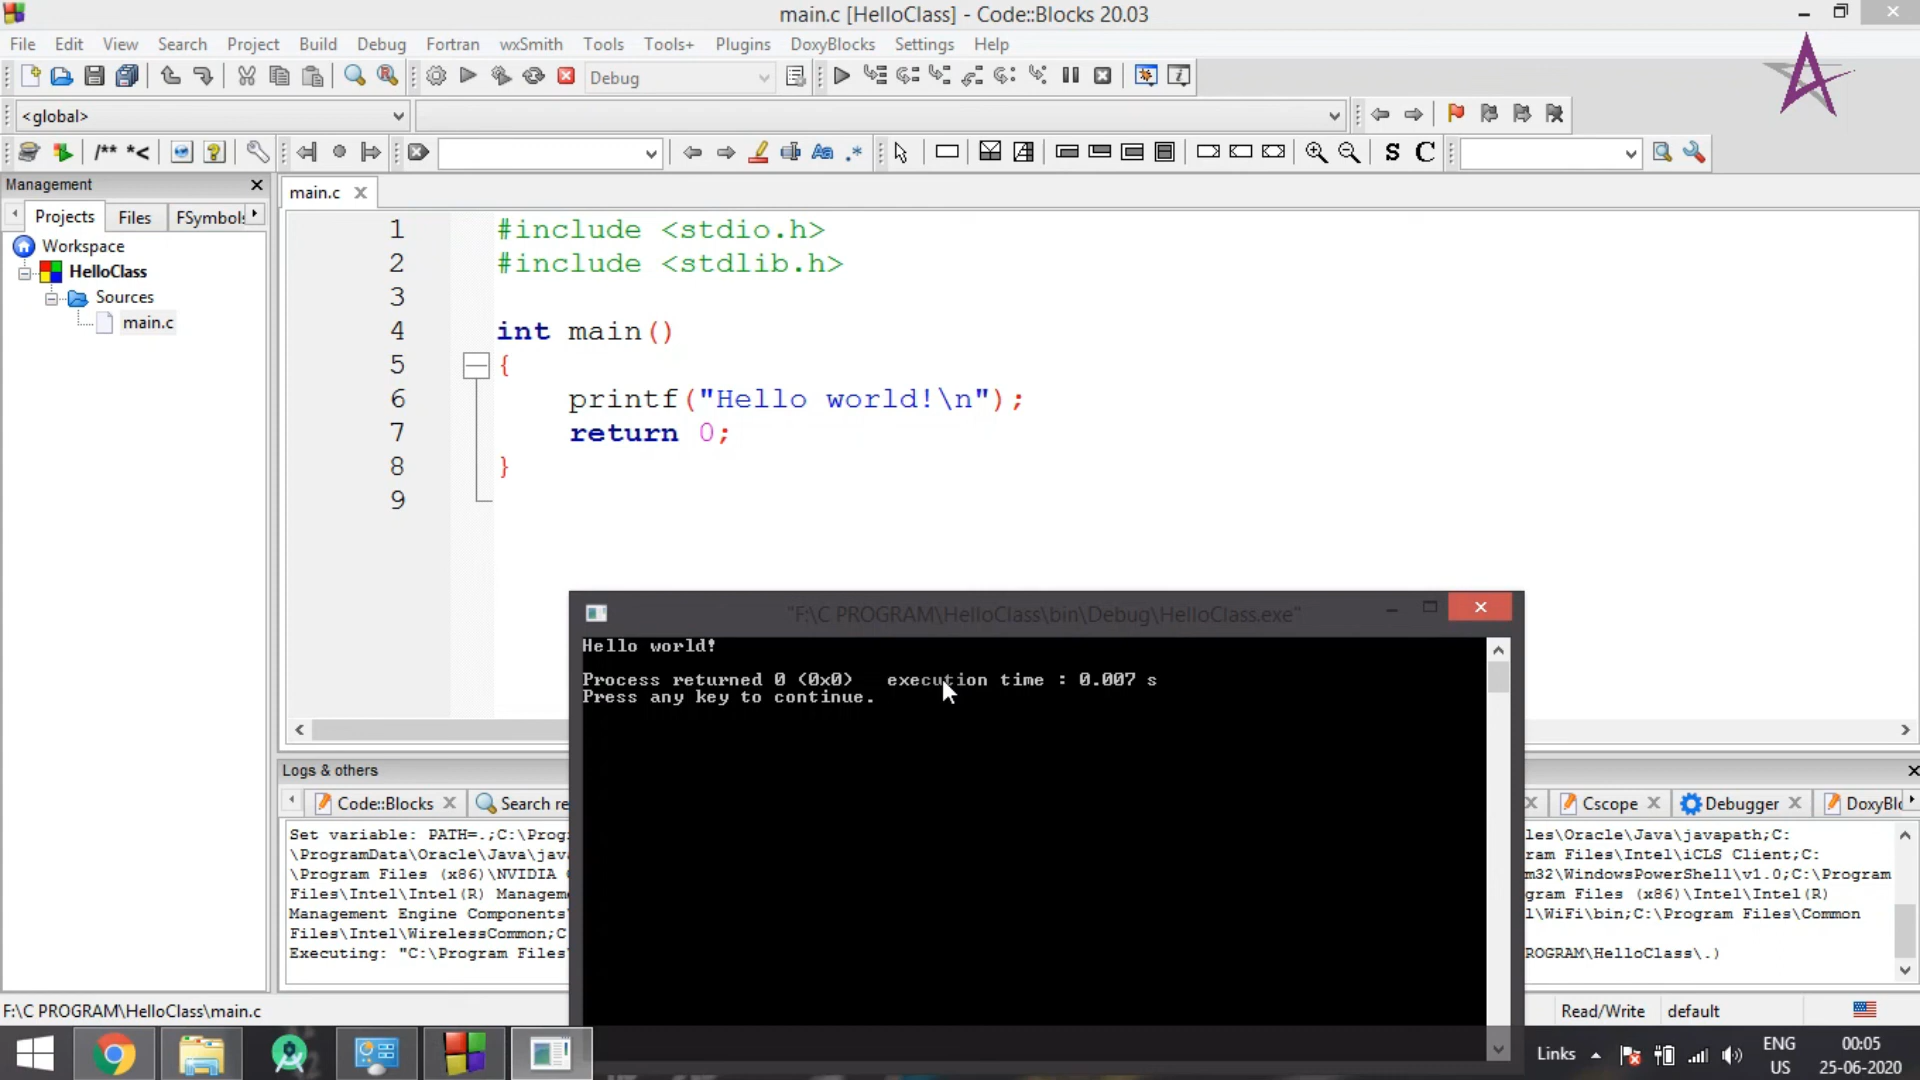 main.c [HelloClass] - Code::Blocks 20.03
File Edit View Search Project Build Debug Fortran wxSmith Tools Tools+ Plugins DoxyBlocks Settings Help
Debug
<global>
/** *<
Aa .* S C
Management
main.c
Projects Files FSymbols
Workspace
HelloClass
Sources
main.c
1 #include <stdio.h>
2 #include <stdlib.h>
3
4 int main()
5 {
6 printf("Hello world!\n");
7 return 0;
8 }
9
"F:\C PROGRAM\HelloClass\bin\Debug\HelloClass.exe"
Hello world!
Process returned 0 (0x0)   execution time : 0.007 s
Press any key to continue.
Logs & others
Code::Blocks Search re Cscope Debugger DoxyBlo
Set variable: PATH=.;C:\Prog les\Oracle\Java\javapath;C:
\ProgramData\Oracle\Java\jav ram Files\Intel\iCLS Client;C:
\Program Files (x86)\NVIDIA m32\WindowsPowerShell\v1.0;C:\Program
Files\Intel\Intel(R) Manageme gram Files (x86)\Intel\Intel(R)
Management Engine Components l\WiFi\bin;C:\Program Files\Common
Files\Intel\WirelessCommon;C
Executing: "C:\Program Files ROGRAM\HelloClass\.)
F:\C PROGRAM\HelloClass\main.c Read/Write default
Links ENG 00:05
US 25-06-2020